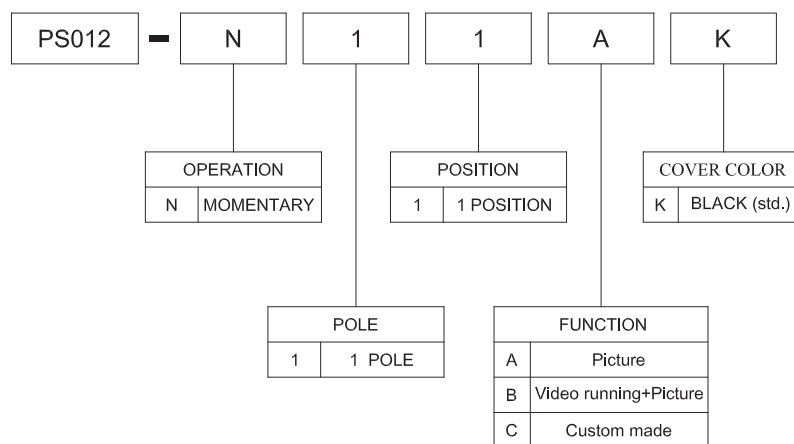 PS012 - N 1 1 A K
OPERATION
N MOMENTARY
POSITION
1 1 POSITION
COVER COLOR
K BLACK (std.)
POLE
1 1 POLE
FUNCTION
A Picture
B Video running+Picture
C Custom made